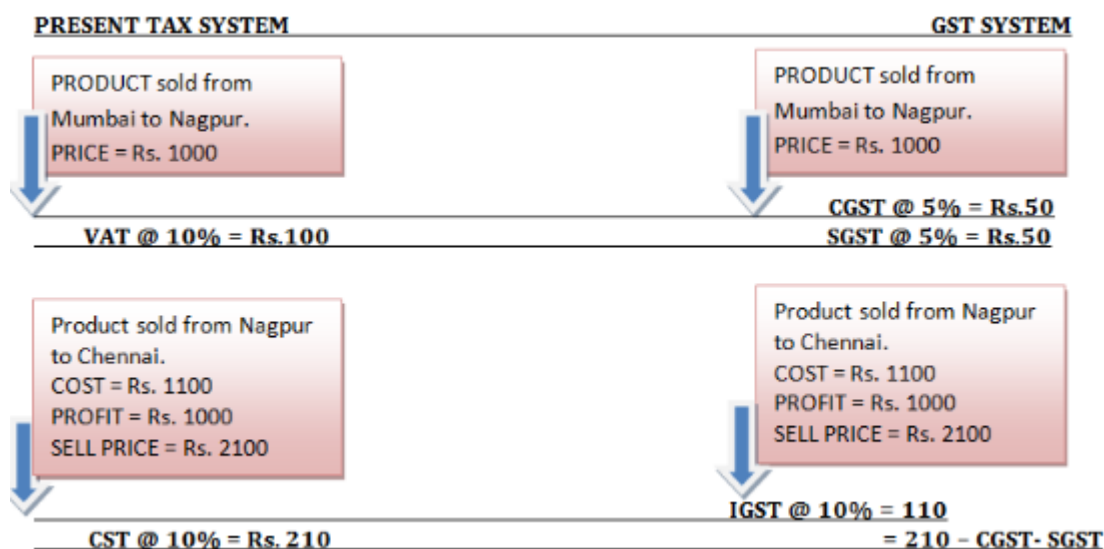 PRESENT TAX SYSTEM
GST SYSTEM
PRODUCT sold from
Mumbai to Nagpur.
PRICE = Rs. 1000
PRODUCT sold from
Mumbai to Nagpur.
PRICE = Rs. 1000
VAT @ 10% = Rs.100
CGST @ 5% = Rs.50
SGST @ 5% = Rs.50
Product sold from Nagpur
to Chennai.
COST = Rs. 1100
PROFIT = Rs. 1000
SELL PRICE = Rs. 2100
Product sold from Nagpur
to Chennai.
COST = Rs. 1100
PROFIT = Rs. 1000
SELL PRICE = Rs. 2100
CST @ 10% = Rs. 210
IGST @ 10% = 110
= 210 – CGST- SGST